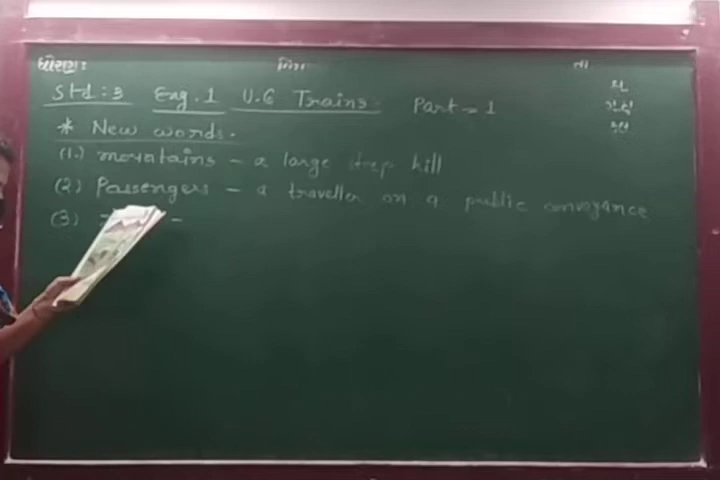 ધોરણઃ વિષય તા
Std:3 Eng.1 U.6 Trains. Part-1
* New words.
(1.) mountains - a large steep hill
(2) Passengers - a traveller on a public conveyance
(3) -